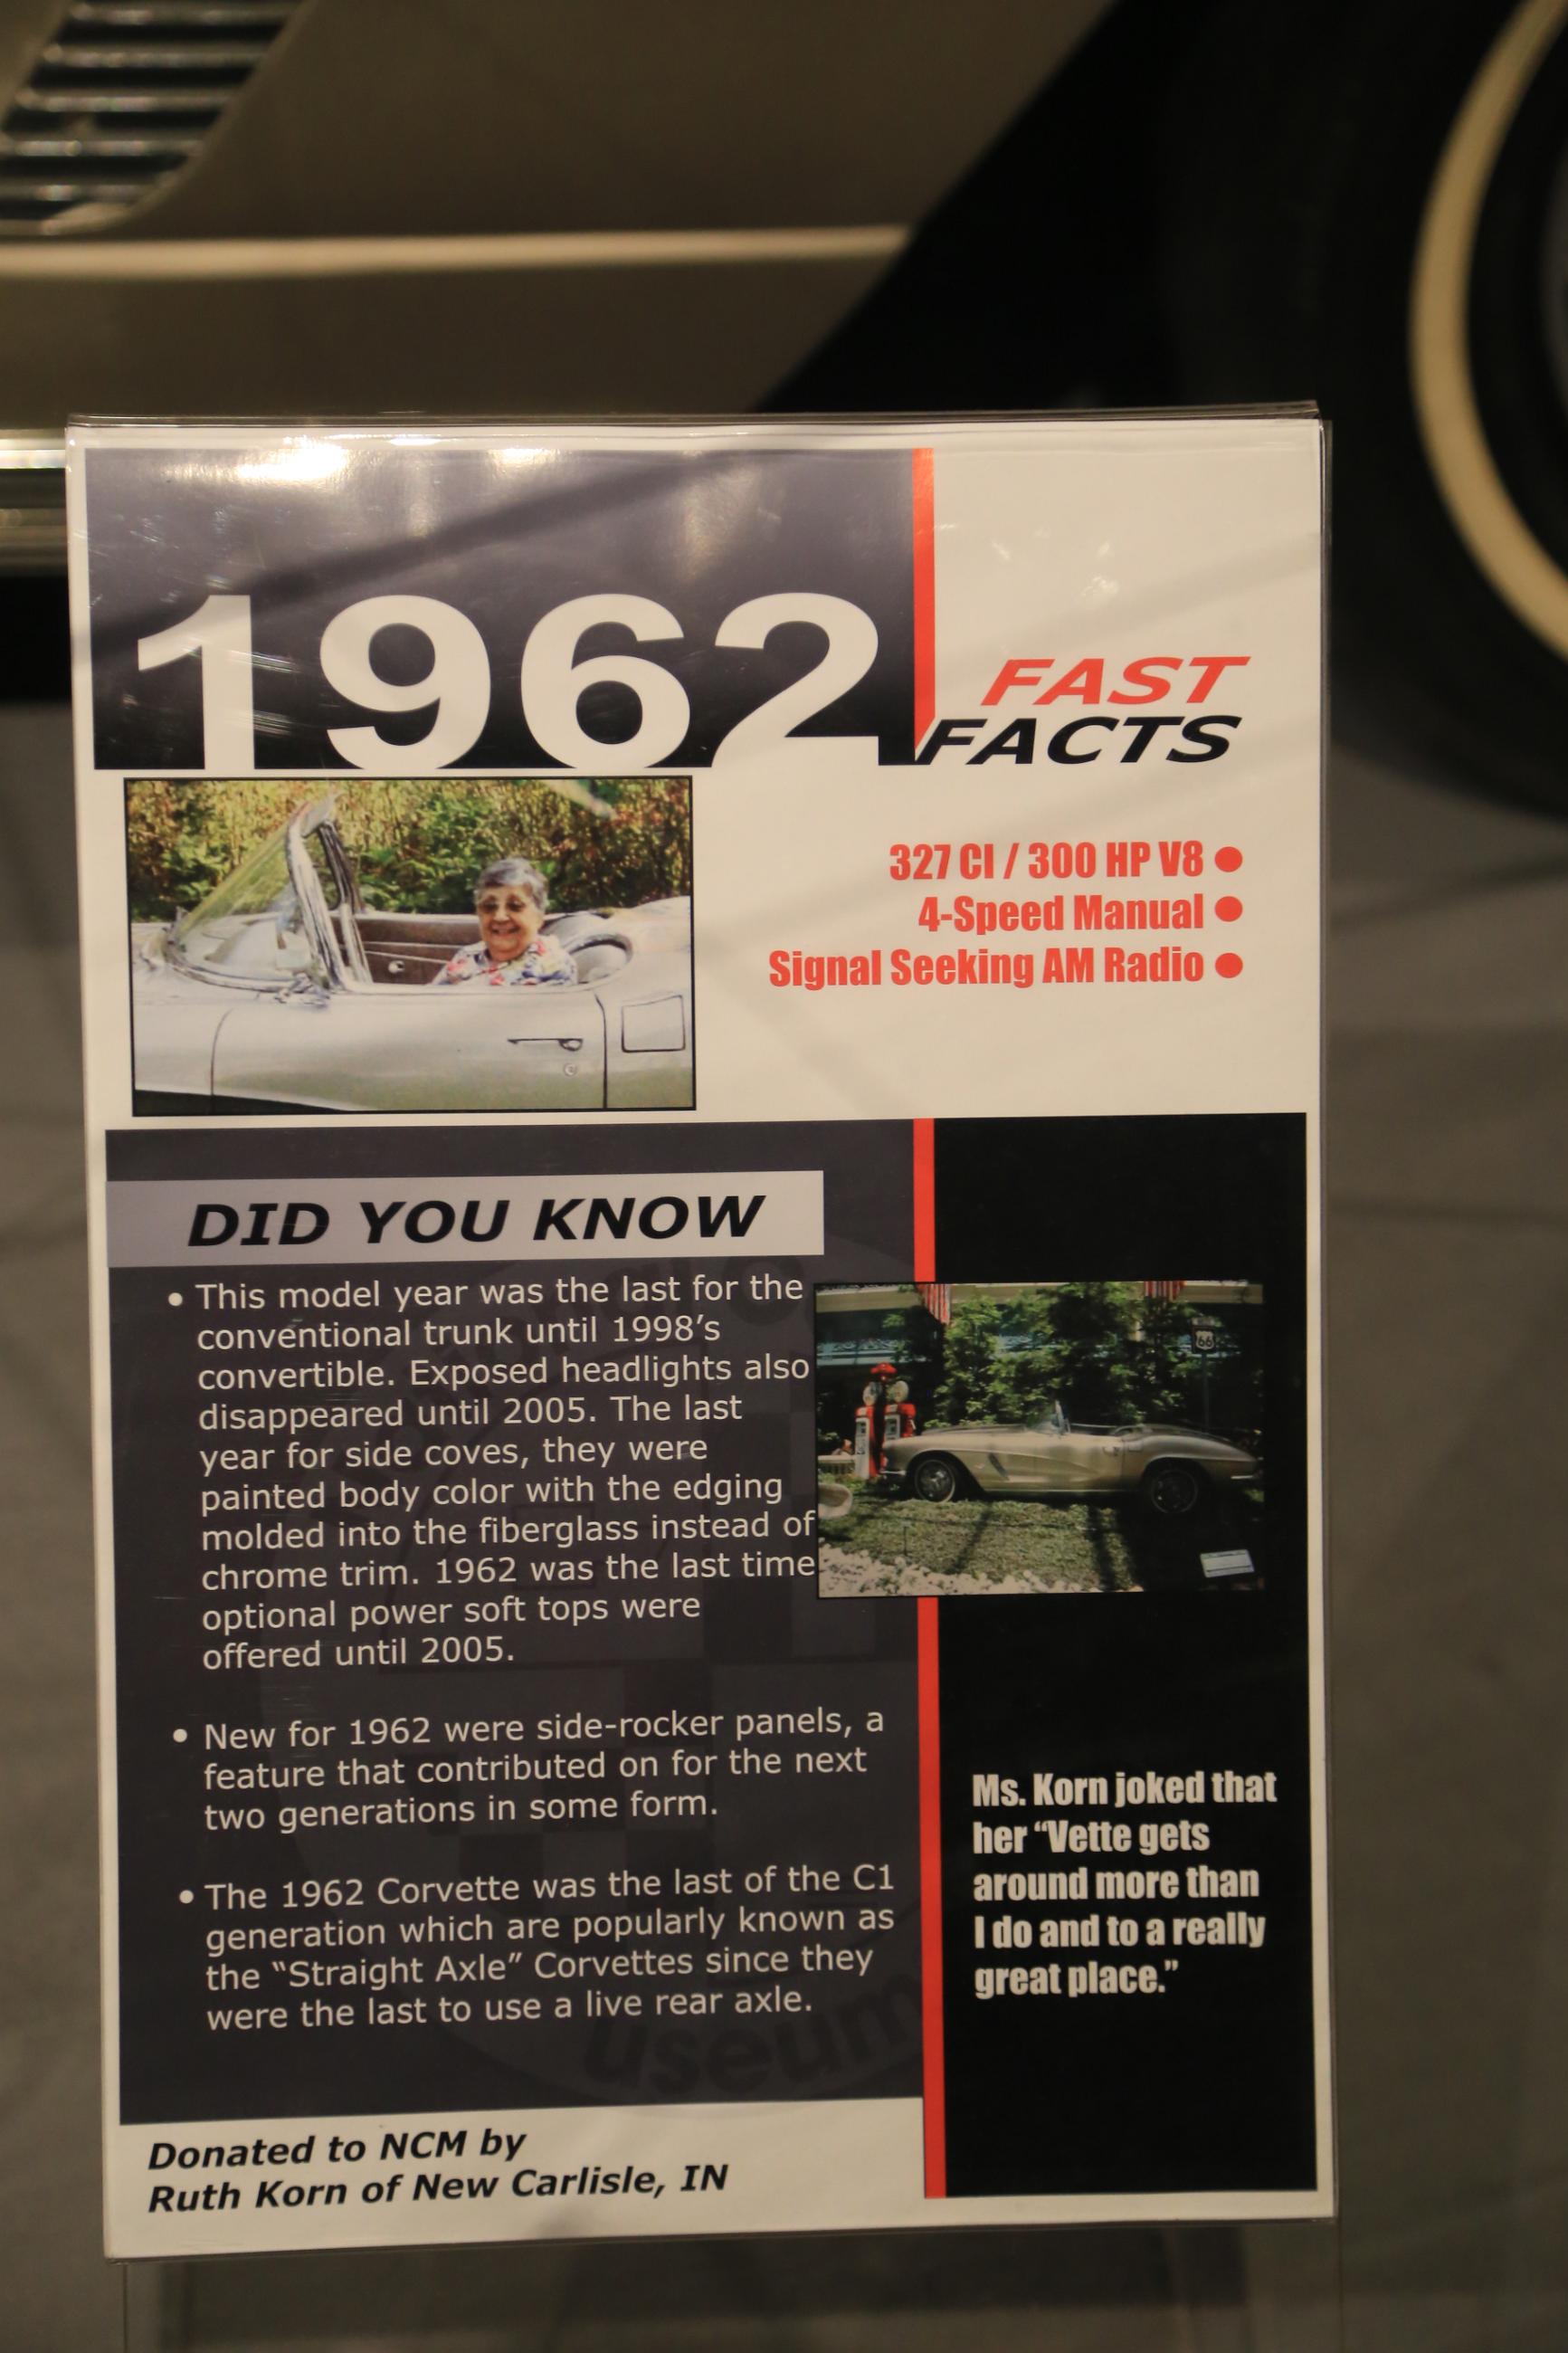 1962
FAST
FACTS
327 CI / 300 HP V8 ●
4-Speed Manual ●
Signal Seeking AM Radio ●
DID YOU KNOW
• This model year was the last for the
conventional trunk until 1998's
convertible. Exposed headlights also
disappeared until 2005. The last
year for side coves, they were
painted body color with the edging
molded into the fiberglass instead of
chrome trim. 1962 was the last time
optional power soft tops were
offered until 2005.
• New for 1962 were side-rocker panels, a
feature that contributed on for the next
two generations in some form.
• The 1962 Corvette was the last of the C1
generation which are popularly known as
the “Straight Axle” Corvettes since they
were the last to use a live rear axle.
66
Ms. Korn joked that
her “Vette gets
around more than
I do and to a really
great place.”
useum
Donated to NCM by
Ruth Korn of New Carlisle, IN